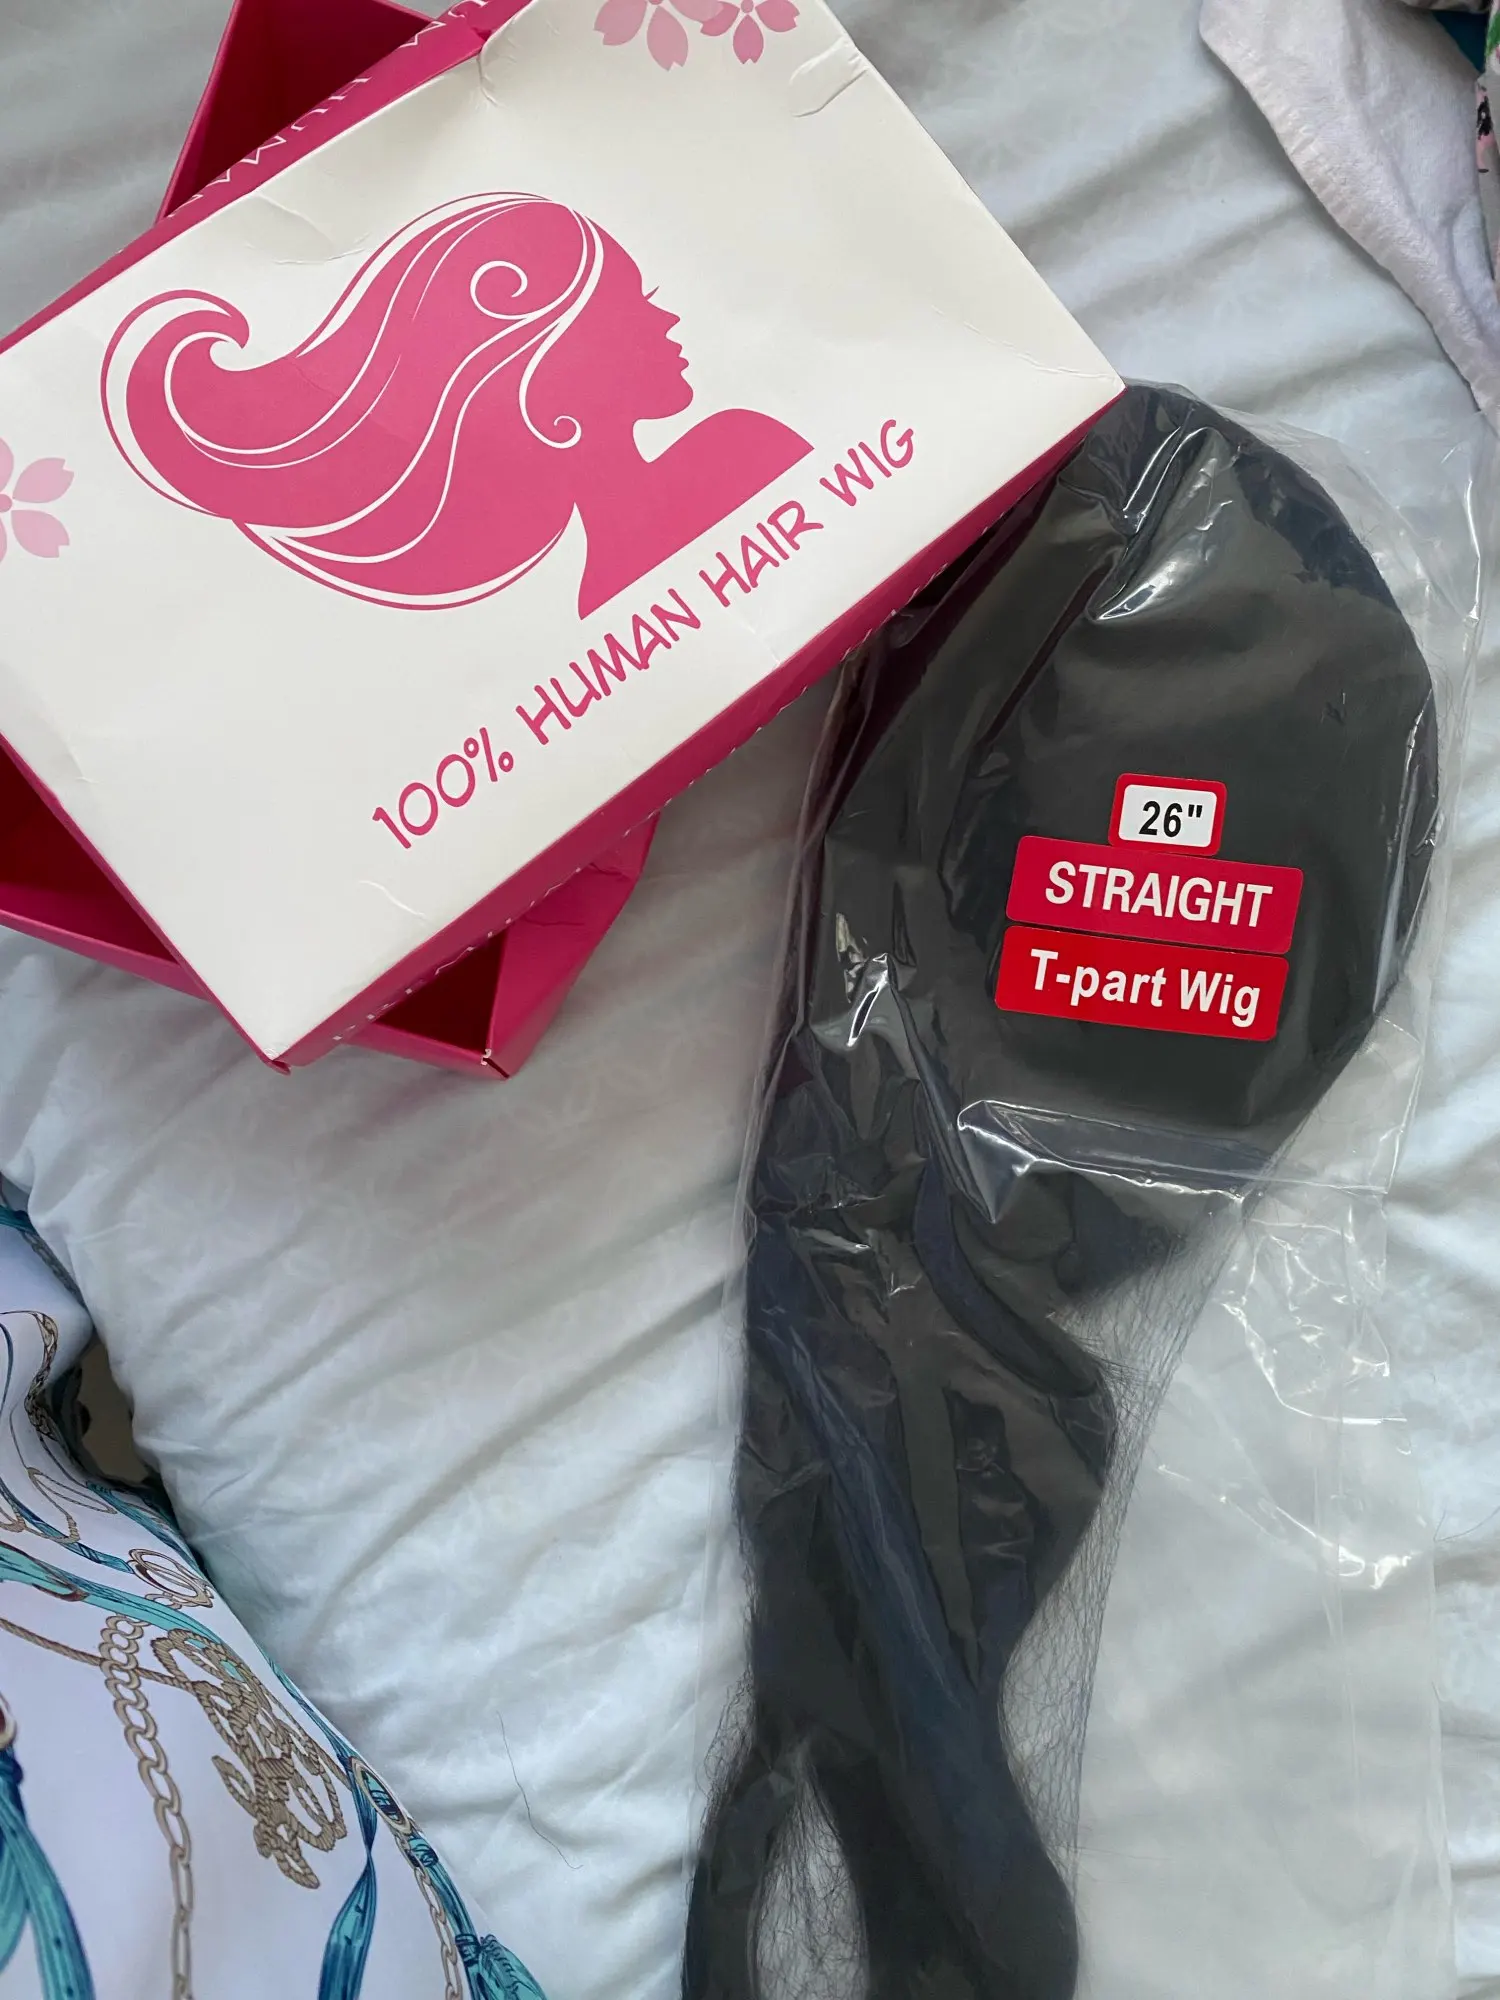 100% HUMAN HAIR WIG
26"
STRAIGHT
T-part Wig